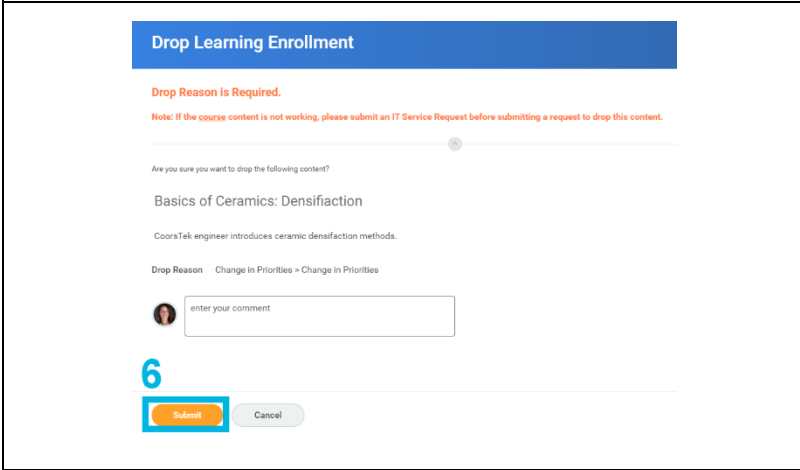 Drop Learning Enrollment
Drop Reason is Required.
Note: If the course content is not working, please submit an IT Service Request before submitting a request to drop this content.
Are you sure you want to drop the following content?
Basics of Ceramics: Densifiaction
CoorsTek engineer introduces ceramic densifaction methods.
Drop Reason Change in Priorities > Change in Priorities
enter your comment
6
Submit Cancel